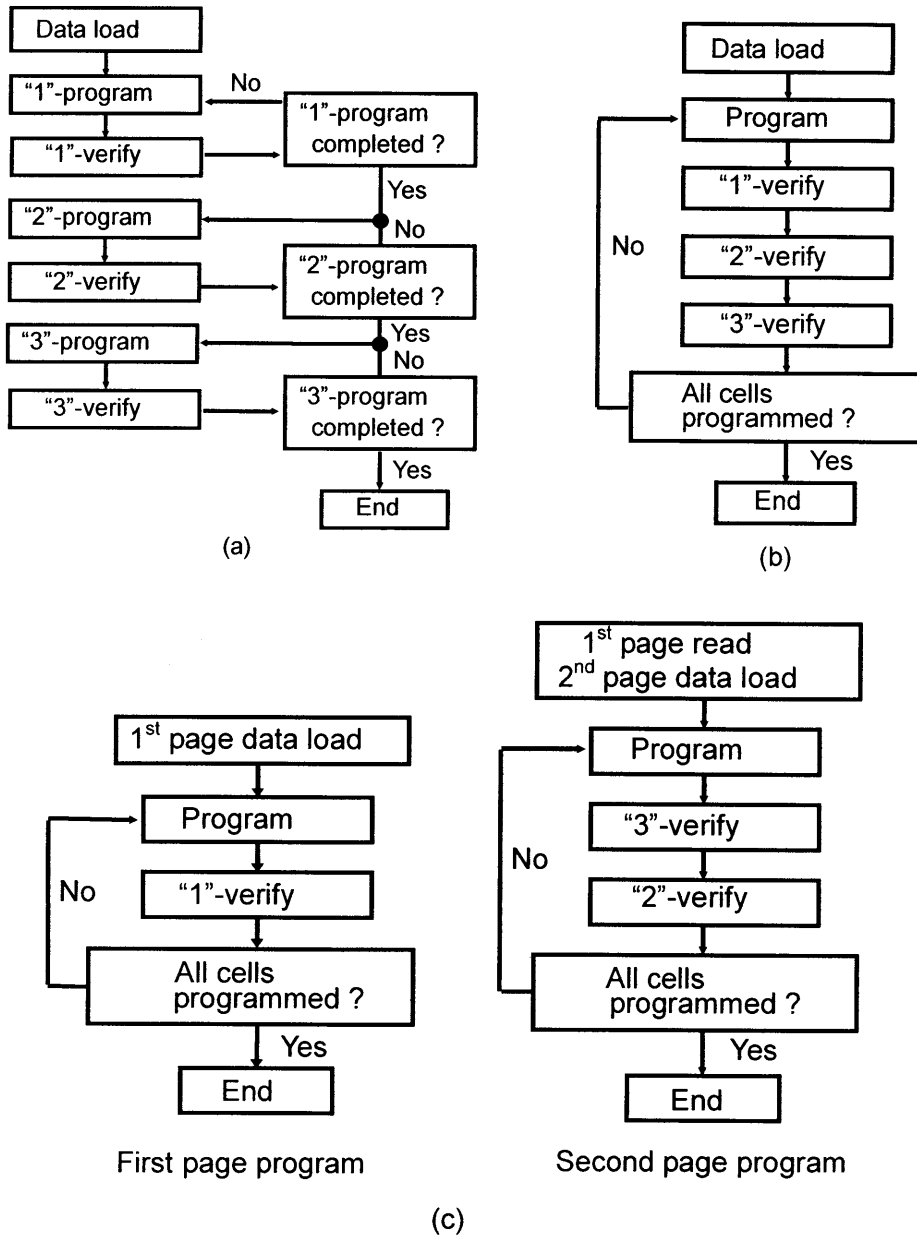 Data load
“1”-program
No
“1”-program
completed ?
“1”-verify
Yes
“2”-program
No
“2”-verify
“2”-program
completed ?
“3”-program
Yes
No
“3”-verify
“3”-program
completed ?
Yes
End
(a)
Data load
Program
“1”-verify
No
“2”-verify
“3”-verify
All cells
programmed ?
Yes
End
(b)
1st page data load
Program
No
“1”-verify
All cells
programmed ?
Yes
End
First page program
1st page read
2nd page data load
Program
“3”-verify
No
“2”-verify
All cells
programmed ?
Yes
End
Second page program
(c)